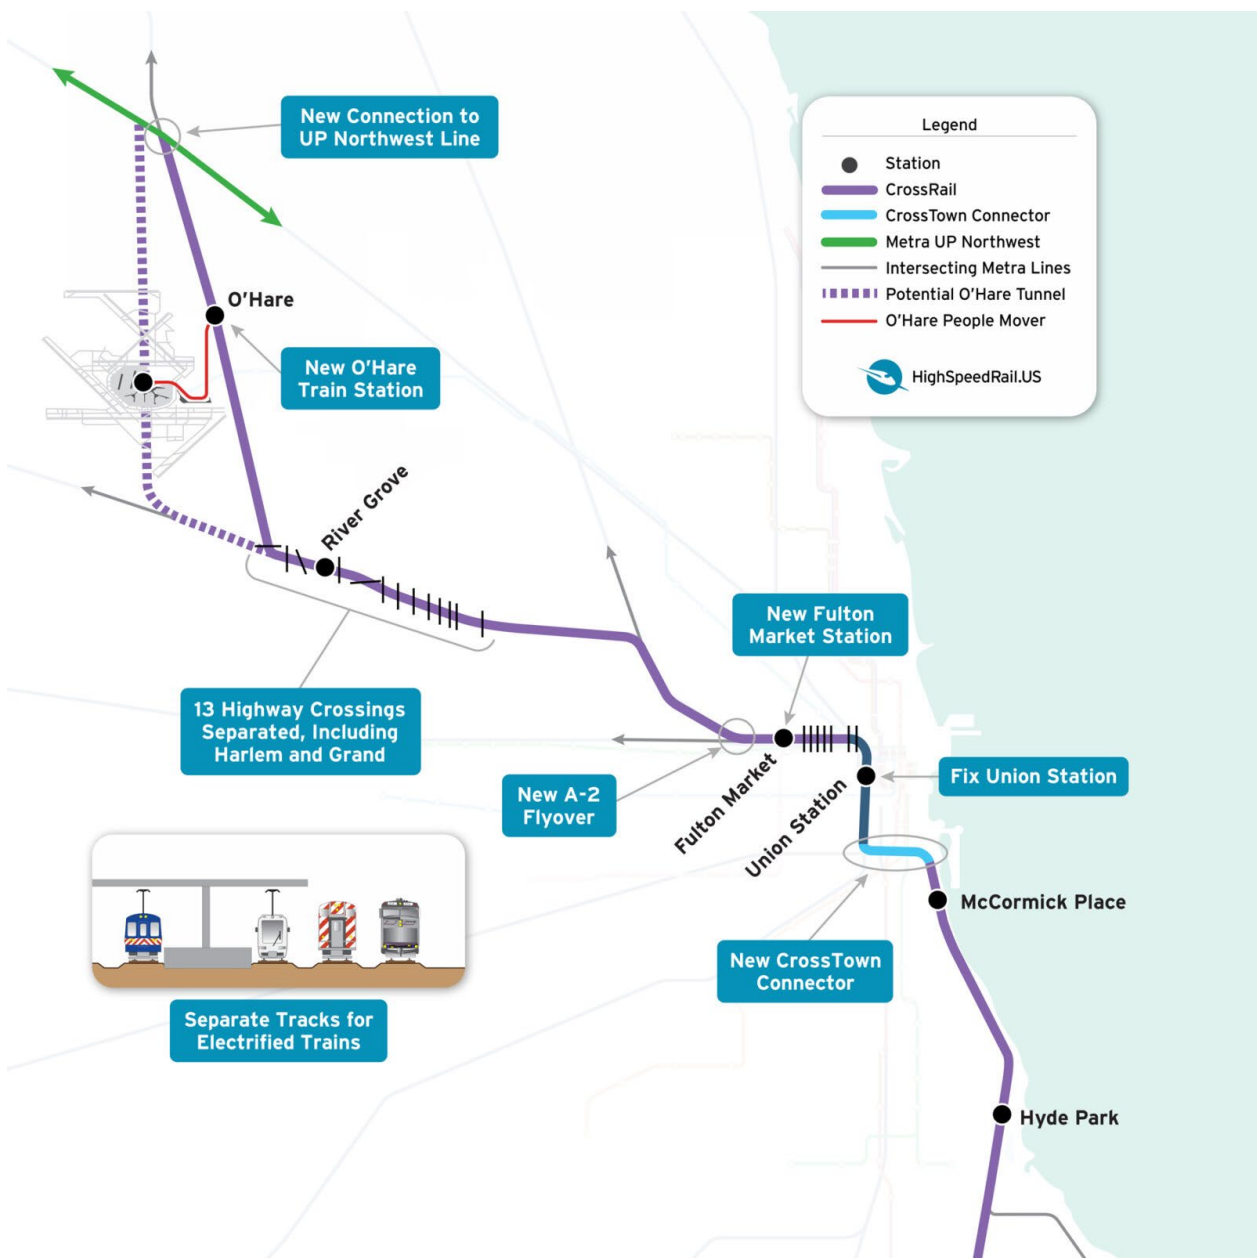 New Connection to
UP Northwest Line
Legend
Station
CrossRail
CrossTown Connector
Metra UP Northwest
Intersecting Metra Lines
Potential O'Hare Tunnel
O'Hare People Mover
HighSpeedRail.US
O'Hare
New O'Hare
Train Station
River Grove
New Fulton
Market Station
13 Highway Crossings
Separated, Including
Harlem and Grand
New A-2
Flyover
Fulton Market
Union Station
Fix Union Station
McCormick Place
New CrossTown
Connector
Separate Tracks for
Electrified Trains
Hyde Park